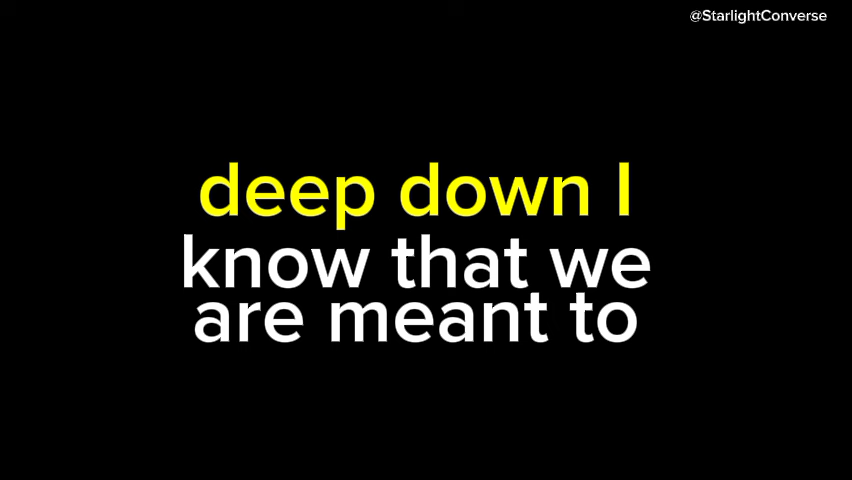 @StarlightConverse
deep down I
know that we
are meant to